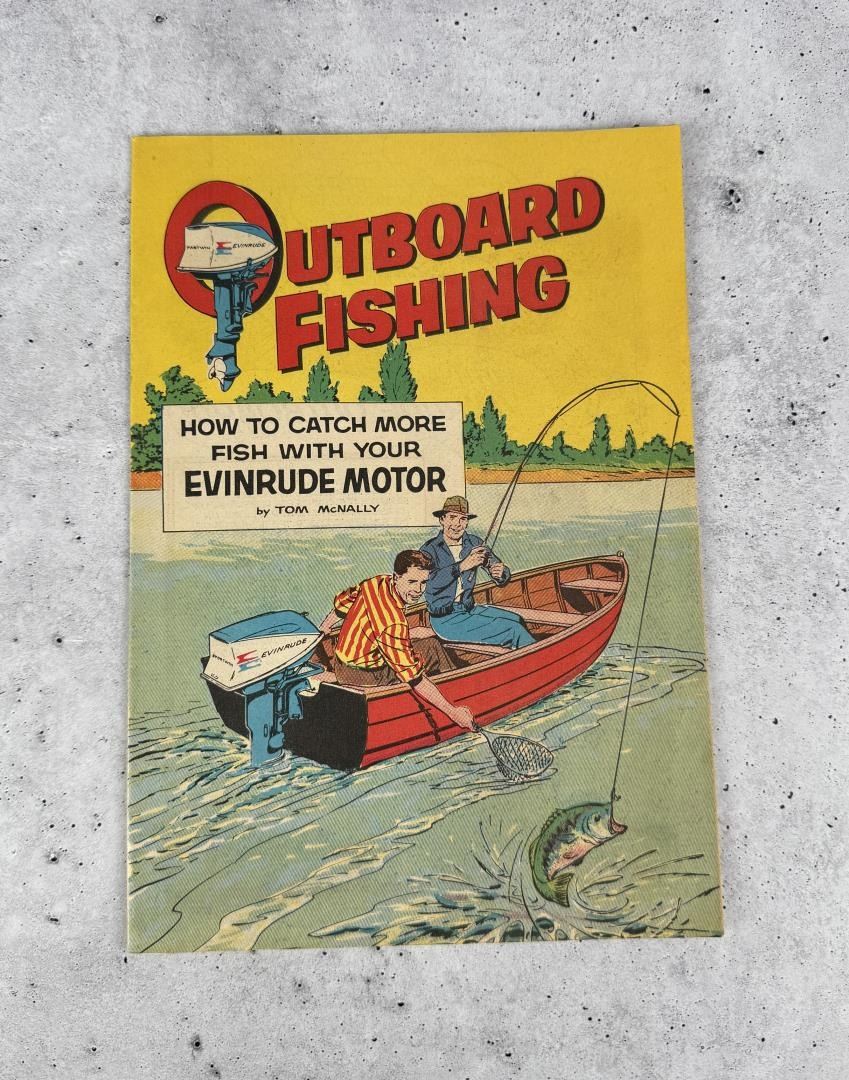 OUTBOARD
FISHING
EVINRUDE
HOW TO CATCH MORE
FISH WITH YOUR
EVINRUDE MOTOR
by TOM McNALLY
EVINRUDE